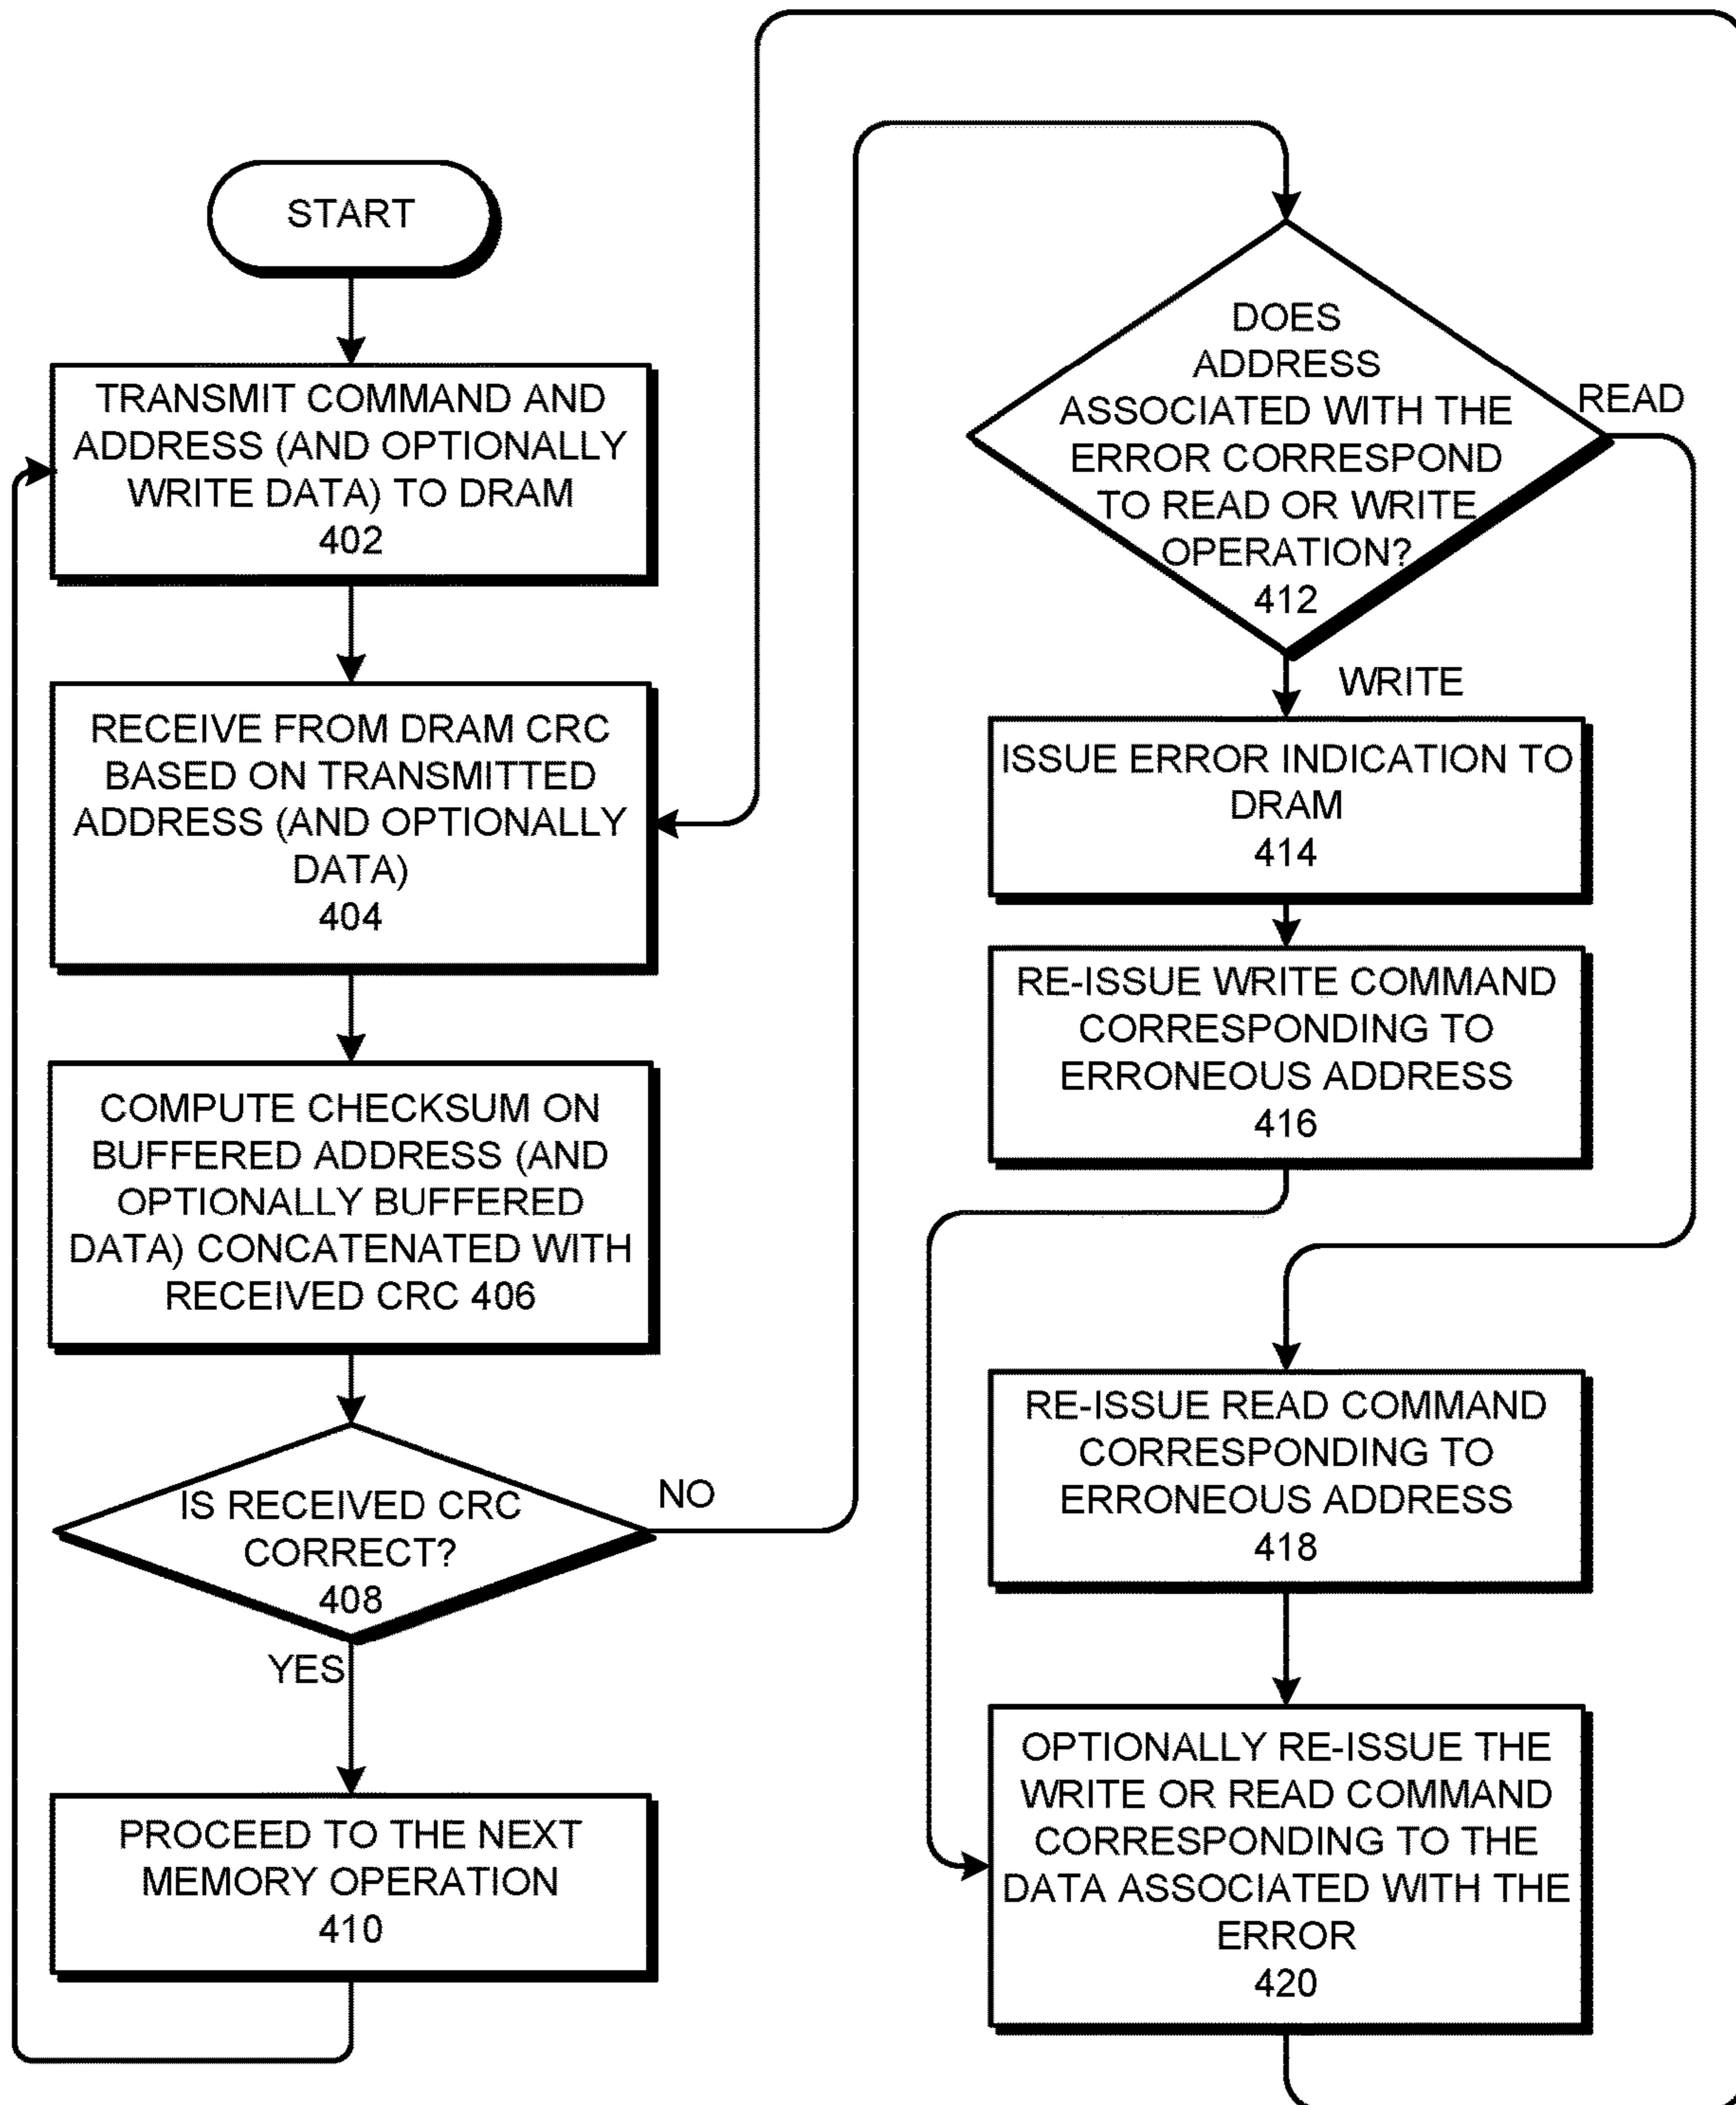 START
TRANSMIT COMMAND AND
ADDRESS (AND OPTIONALLY
WRITE DATA) TO DRAM
402
RECEIVE FROM DRAM CRC
BASED ON TRANSMITTED
ADDRESS (AND OPTIONALLY
DATA)
404
COMPUTE CHECKSUM ON
BUFFERED ADDRESS (AND
OPTIONALLY BUFFERED
DATA) CONCATENATED WITH
RECEIVED CRC 406
IS RECEIVED CRC
CORRECT?
408
NO
YES
PROCEED TO THE NEXT
MEMORY OPERATION
410
DOES
ADDRESS
ASSOCIATED WITH THE
ERROR CORRESPOND
TO READ OR WRITE
OPERATION?
412
READ
WRITE
ISSUE ERROR INDICATION TO
DRAM
414
RE-ISSUE WRITE COMMAND
CORRESPONDING TO
ERRONEOUS ADDRESS
416
RE-ISSUE READ COMMAND
CORRESPONDING TO
ERRONEOUS ADDRESS
418
OPTIONALLY RE-ISSUE THE
WRITE OR READ COMMAND
CORRESPONDING TO THE
DATA ASSOCIATED WITH THE
ERROR
420